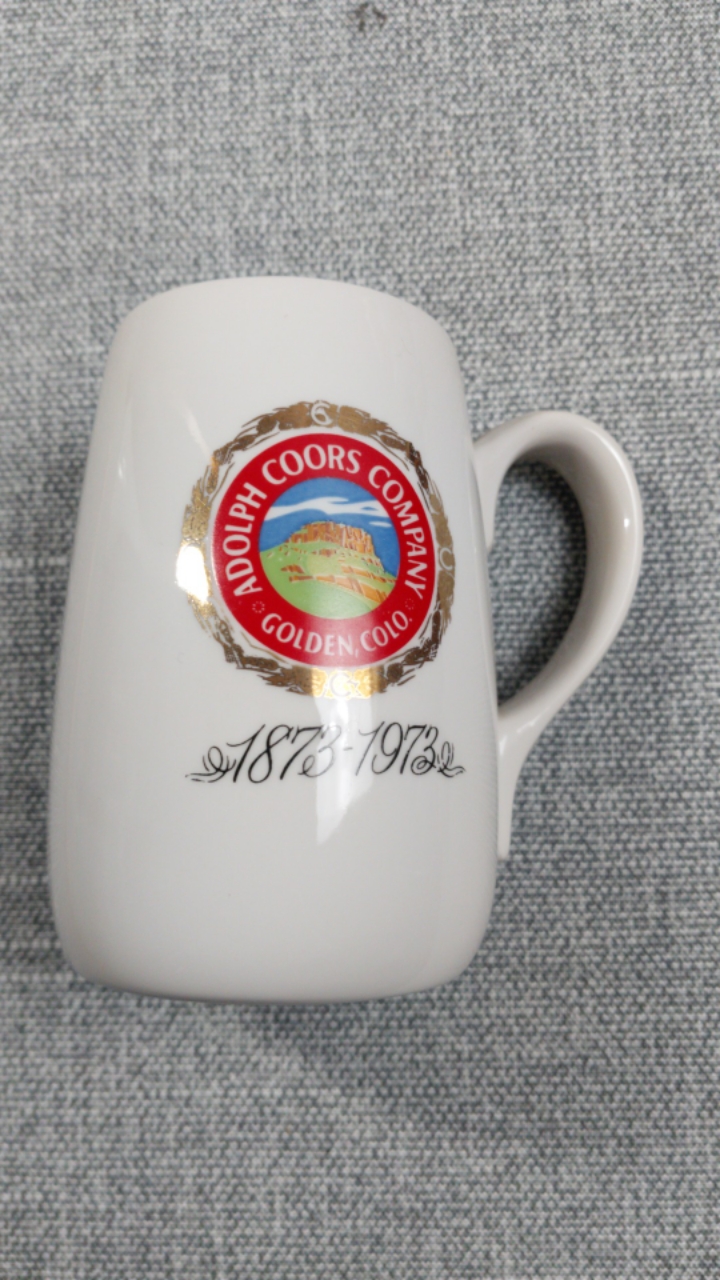 ADOLPH COORS COMPANY
GOLDEN, COLO.
1873-1973